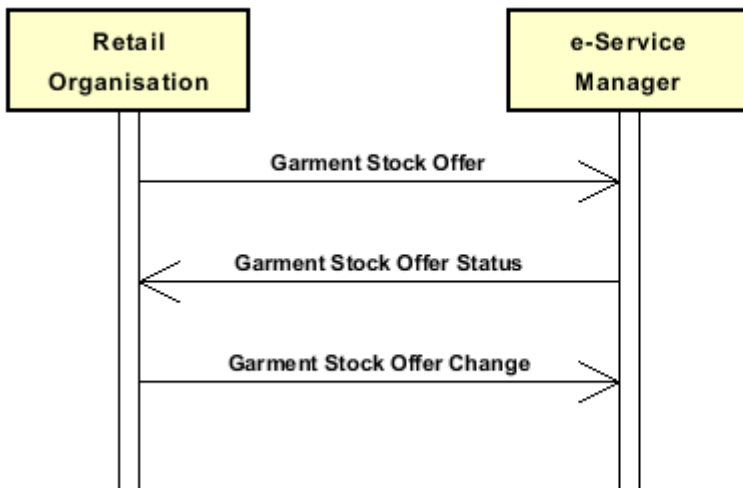 Retail
Organisation
e-Service
Manager
Garment Stock Offer
Garment Stock Offer Status
Garment Stock Offer Change